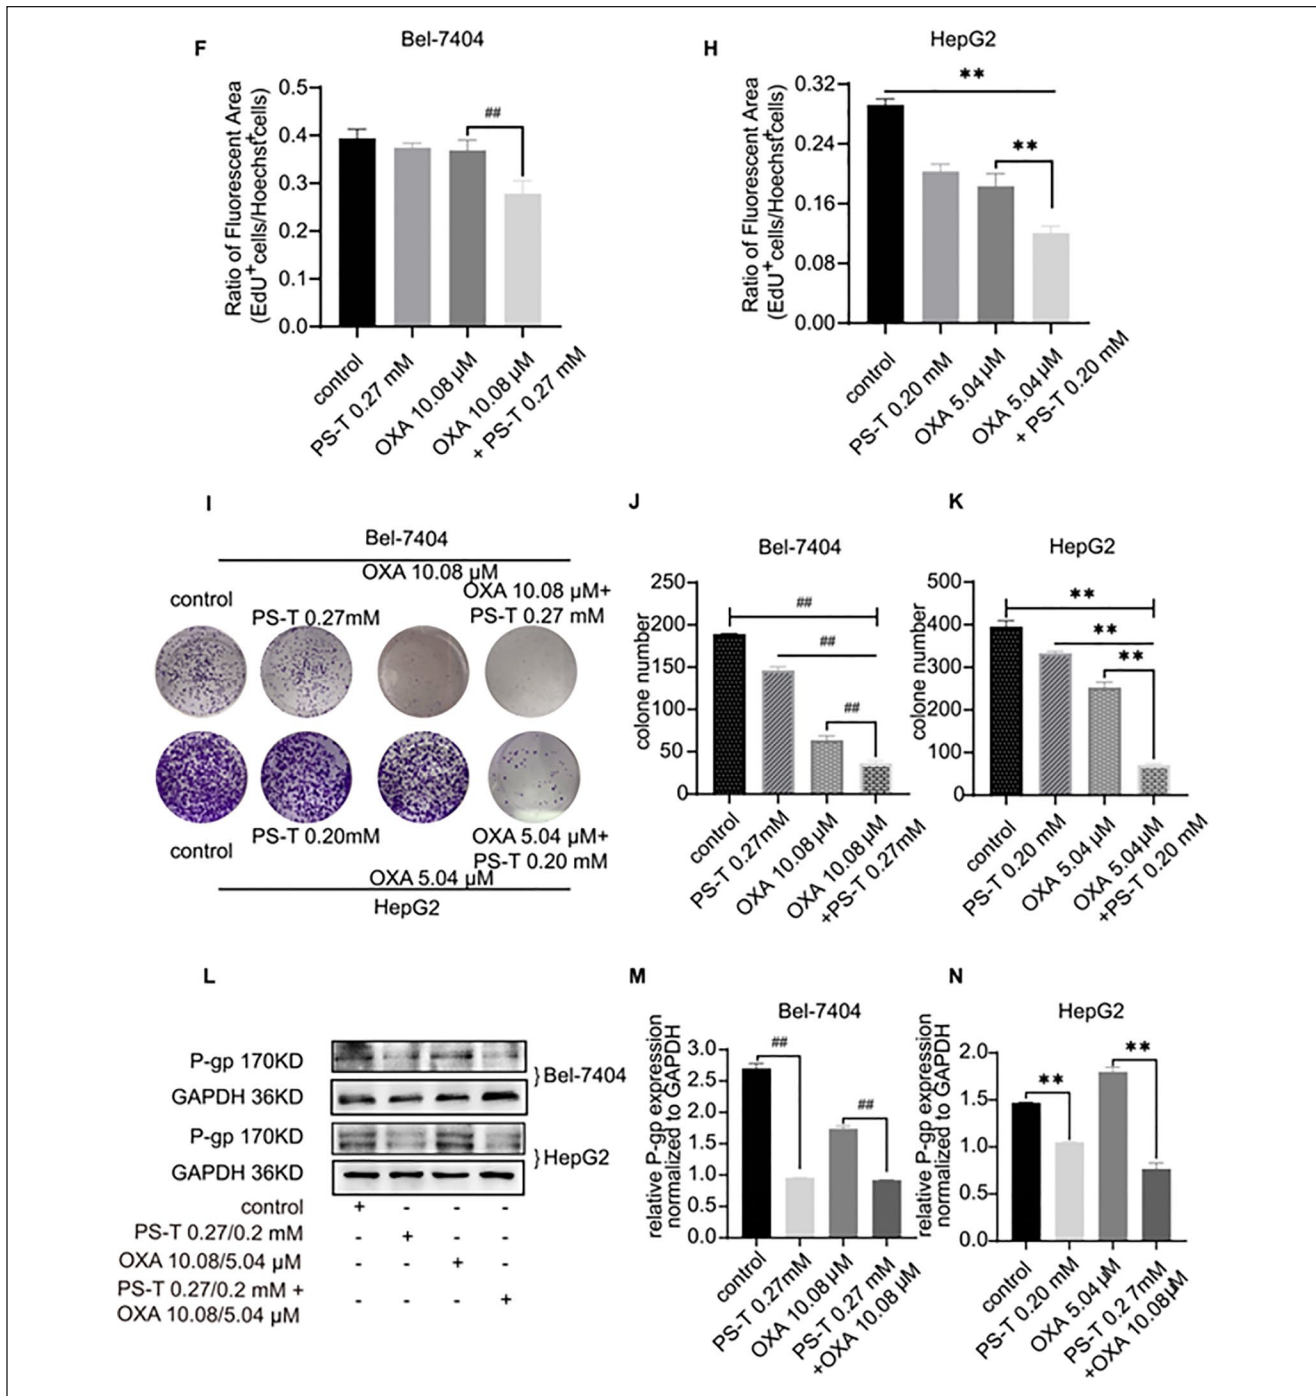 F
Bel-7404
Ratio of Fluorescent Area
(EdU+cells/Hoechst+cells)
0.5
0.4
0.3
0.2
0.1
0.0
##
control
PS-T 0.27 mM
OXA 10.08 µM
OXA 10.08 µM
+ PS-T 0.27 mM
H
HepG2
Ratio of Fluorescent Area
(EdU+cells/Hoechst+cells)
0.32
0.24
0.16
0.08
0.00
**
**
control
PS-T 0.20 mM
OXA 5.04 µM
OXA 5.04 µM
+ PS-T 0.20 mM
I
Bel-7404
OXA 10.08 µM
control
PS-T 0.27mM
OXA 10.08 µM+
PS-T 0.27 mM
control
PS-T 0.20mM
OXA 5.04 µM+
PS-T 0.20 mM
OXA 5.04 µM
HepG2
J
Bel-7404
colone number
250
200
150
100
50
0
##
##
##
control
PS-T 0.27mM
OXA 10.08 µM
OXA 10.08 µM
+PS-T 0.27mM
K
HepG2
colone number
500
400
300
200
100
0
**
**
**
control
PS-T 0.20 mM
OXA 5.04 µM
OXA 5.04µM
+PS-T 0.20 mM
L
P-gp 170KD
GAPDH 36KD
}Bel-7404
P-gp 170KD
GAPDH 36KD
}HepG2
control + - - -
PS-T 0.27/0.2 mM - + - -
OXA 10.08/5.04 µM - - + -
PS-T 0.27/0.2 mM +
OXA 10.08/5.04 µM - - - +
M
Bel-7404
relative P-gp expression
normalized to GAPDH
3.0
2.5
2.0
1.5
1.0
0.5
0.0
##
##
control
PS-T 0.27mM
OXA 10.08 µM
PS-T 0.27 mM
+OXA 10.08 µM
N
HepG2
relative P-gp expression
normalized to GAPDH
2.0
1.5
1.0
0.5
0.0
**
**
control
PS-T 0.20 mM
OXA 5.04 µM
PS-T 0.2 7mM
+OXA 10.08µM